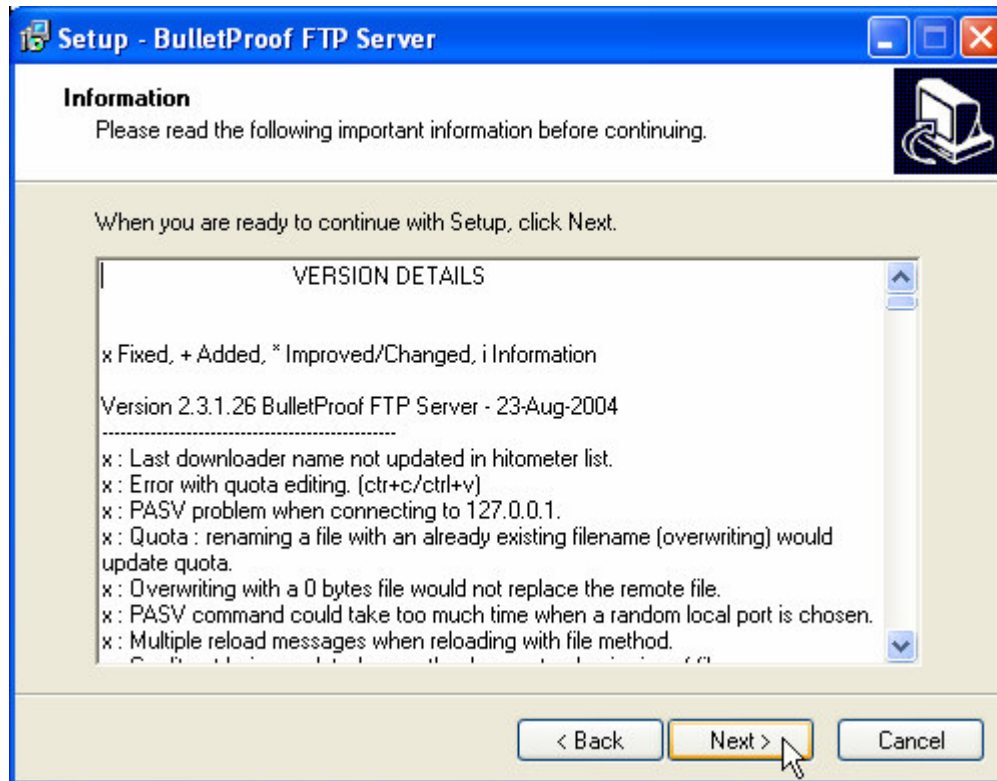 Setup - BulletProof FTP Server
Information
Please read the following important information before continuing.
When you are ready to continue with Setup, click Next.
VERSION DETAILS
x Fixed, + Added, * Improved/Changed, i Information
Version 2.3.1.26 BulletProof FTP Server - 23-Aug-2004
-------------------------------------------------
x : Last downloader name not updated in hitometer list.
x : Error with quota editing. (ctr+c/ctrl+v)
x : PASV problem when connecting to 127.0.0.1.
x : Quota : renaming a file with an already existing filename (overwriting) would
update quota.
x : Overwriting with a 0 bytes file would not replace the remote file.
x : PASV command could take too much time when a random local port is chosen.
x : Multiple reload messages when reloading with file method.
< Back
Next >
Cancel